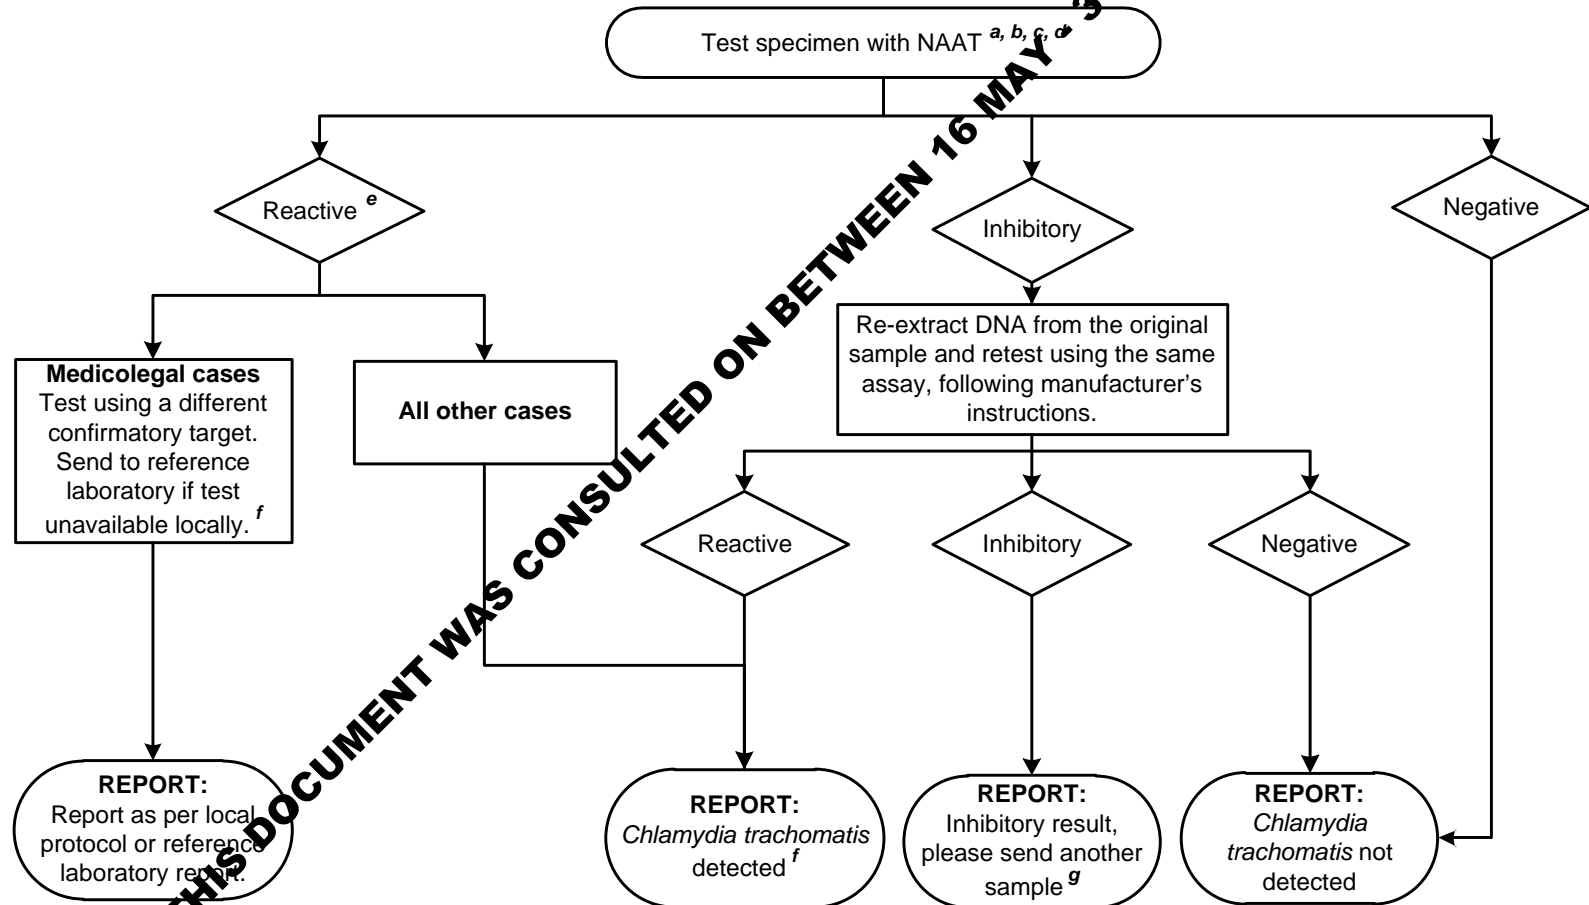 Test specimen with NAAT a, b, c, d
Reactive e
Inhibitory
Negative
Medicolegal cases
Test using a different
confirmatory target.
Send to reference
laboratory if test
unavailable locally. f
All other cases
Re-extract DNA from the original
sample and retest using the same
assay, following manufacturer’s
instructions.
Reactive
Inhibitory
Negative
REPORT:
Report as per local
protocol or reference
laboratory report.
REPORT:
Chlamydia trachomatis
detected f
REPORT:
Inhibitory result,
please send another
sample g
REPORT:
Chlamydia
trachomatis not
detected
THIS DOCUMENT WAS CONSULTED ON BETWEEN 16 MAY - 3